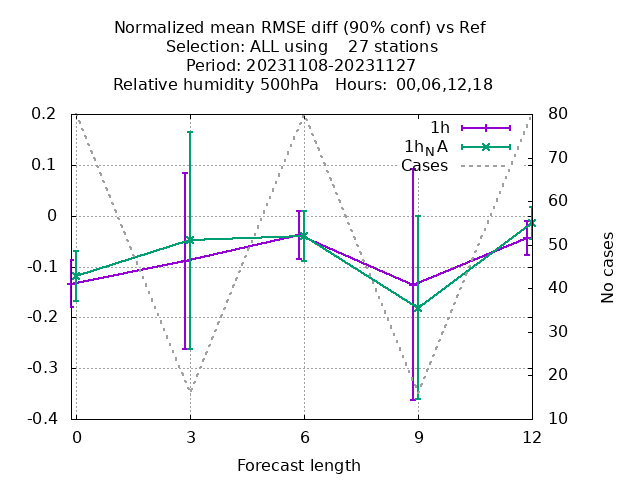 Normalized mean RMSE diff (90% conf) vs Ref
Selection: ALL using    27 stations
Period: 20231108-20231127
Relative humidity 500hPa   Hours: 00,06,12,18
1h
1hNA
Cases
0.2
0.1
0
-0.1
-0.2
-0.3
-0.4
80
70
60
50
40
30
20
10
No cases
0 3 6 9 12
Forecast length